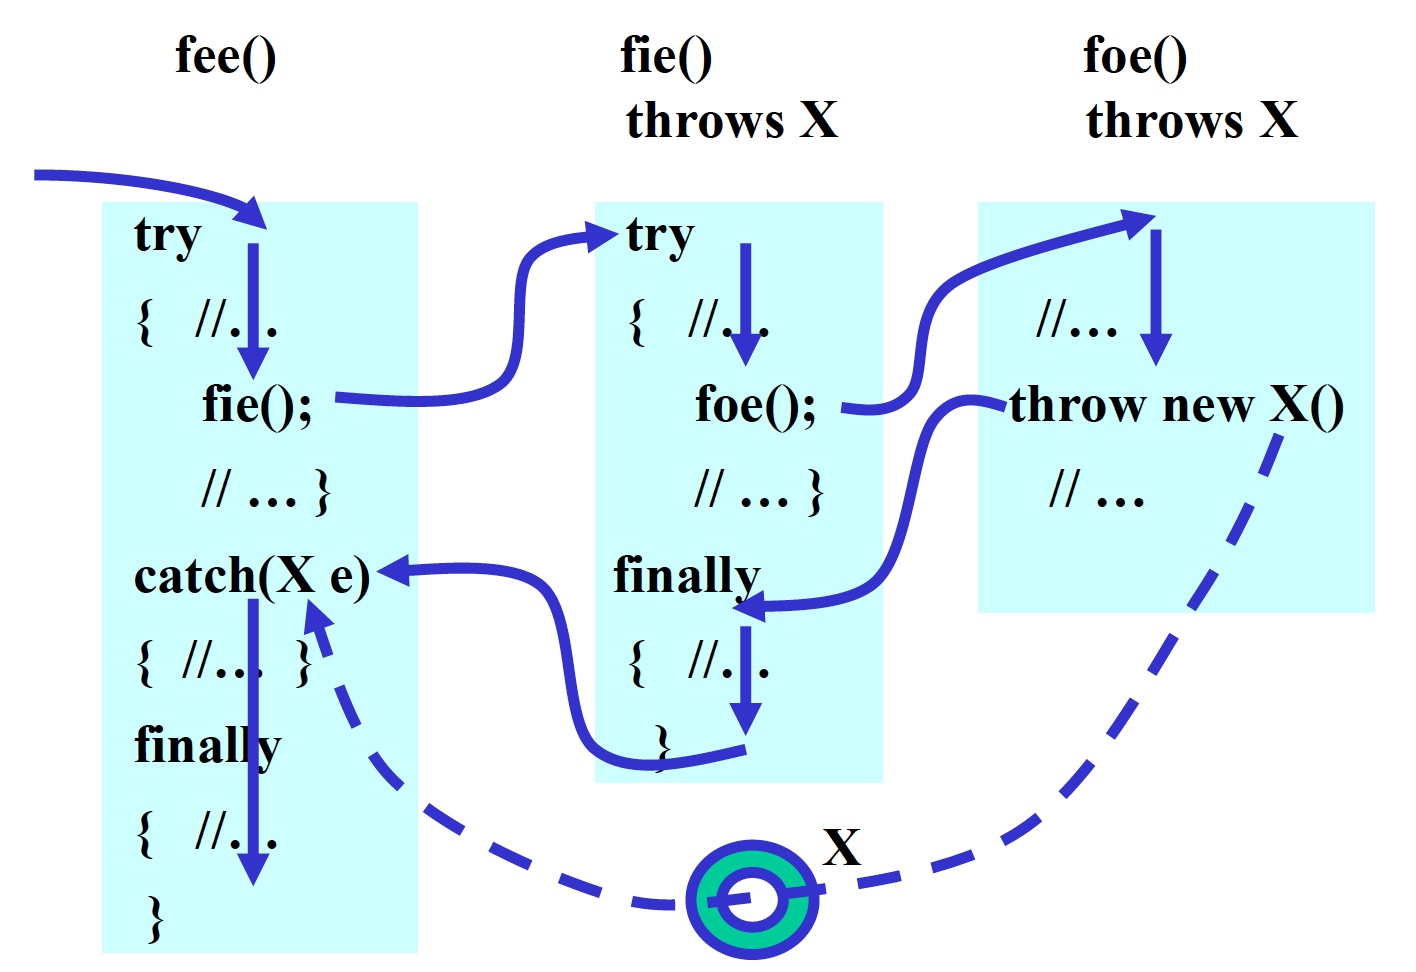 fee()
try
{ //…
fie();
// … }
catch(X e)
{ //… }
finally
{ //…
}
fie()
throws X
try
{ //…
foe();
// … }
finally
{ //…
}
foe()
throws X
//…
throw new X()
// …
X